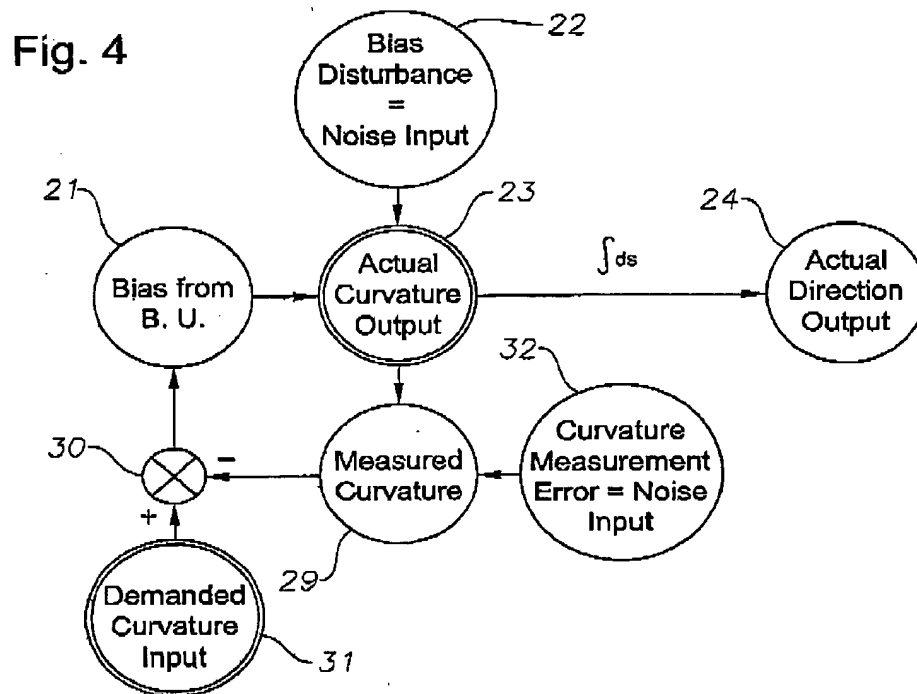 Fig. 4
22
Bias
Disturbance
=
Noise Input
21
23
24
Bias from
B. U.
Actual
Curvature
Output
∫ds
Actual
Direction
Output
30
−
+
Measured
Curvature
29
32
Curvature
Measurement
Error = Noise
Input
Demanded
Curvature
Input
31